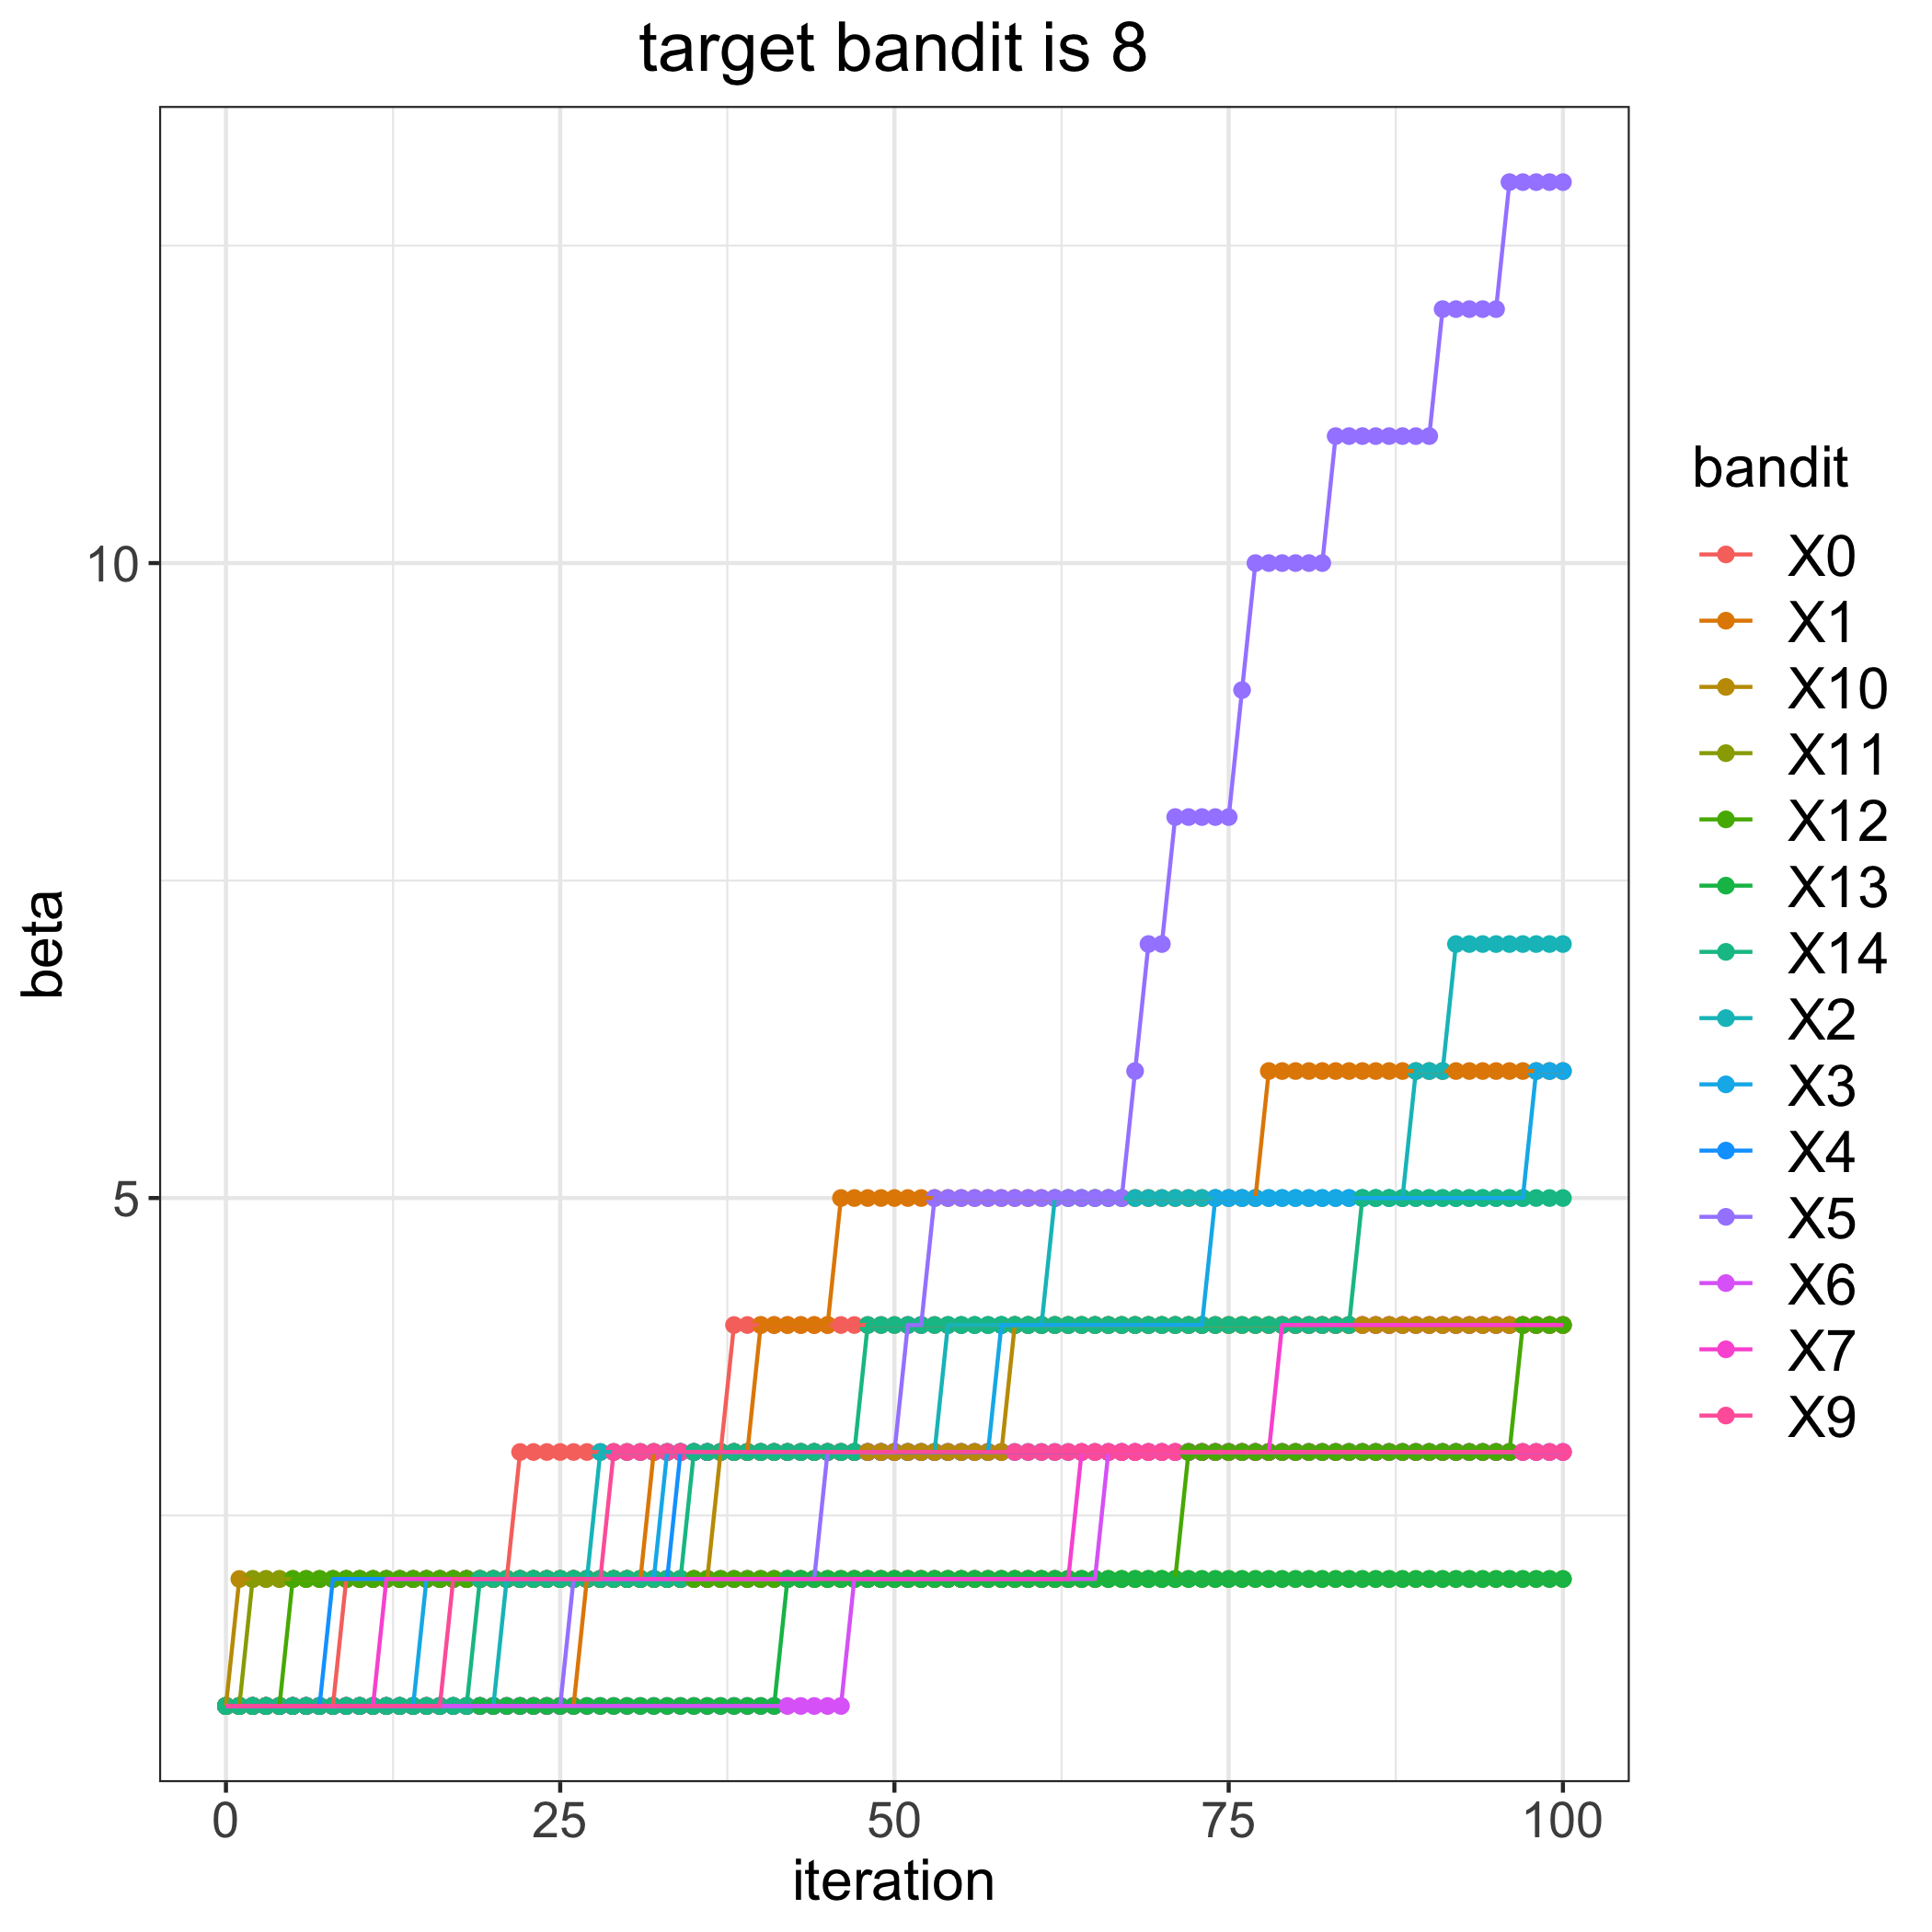 target bandit is 8
beta
10
5
0
25
50
75
100
iteration
bandit
X0
X1
X10
X11
X12
X13
X14
X2
X3
X4
X5
X6
X7
X9